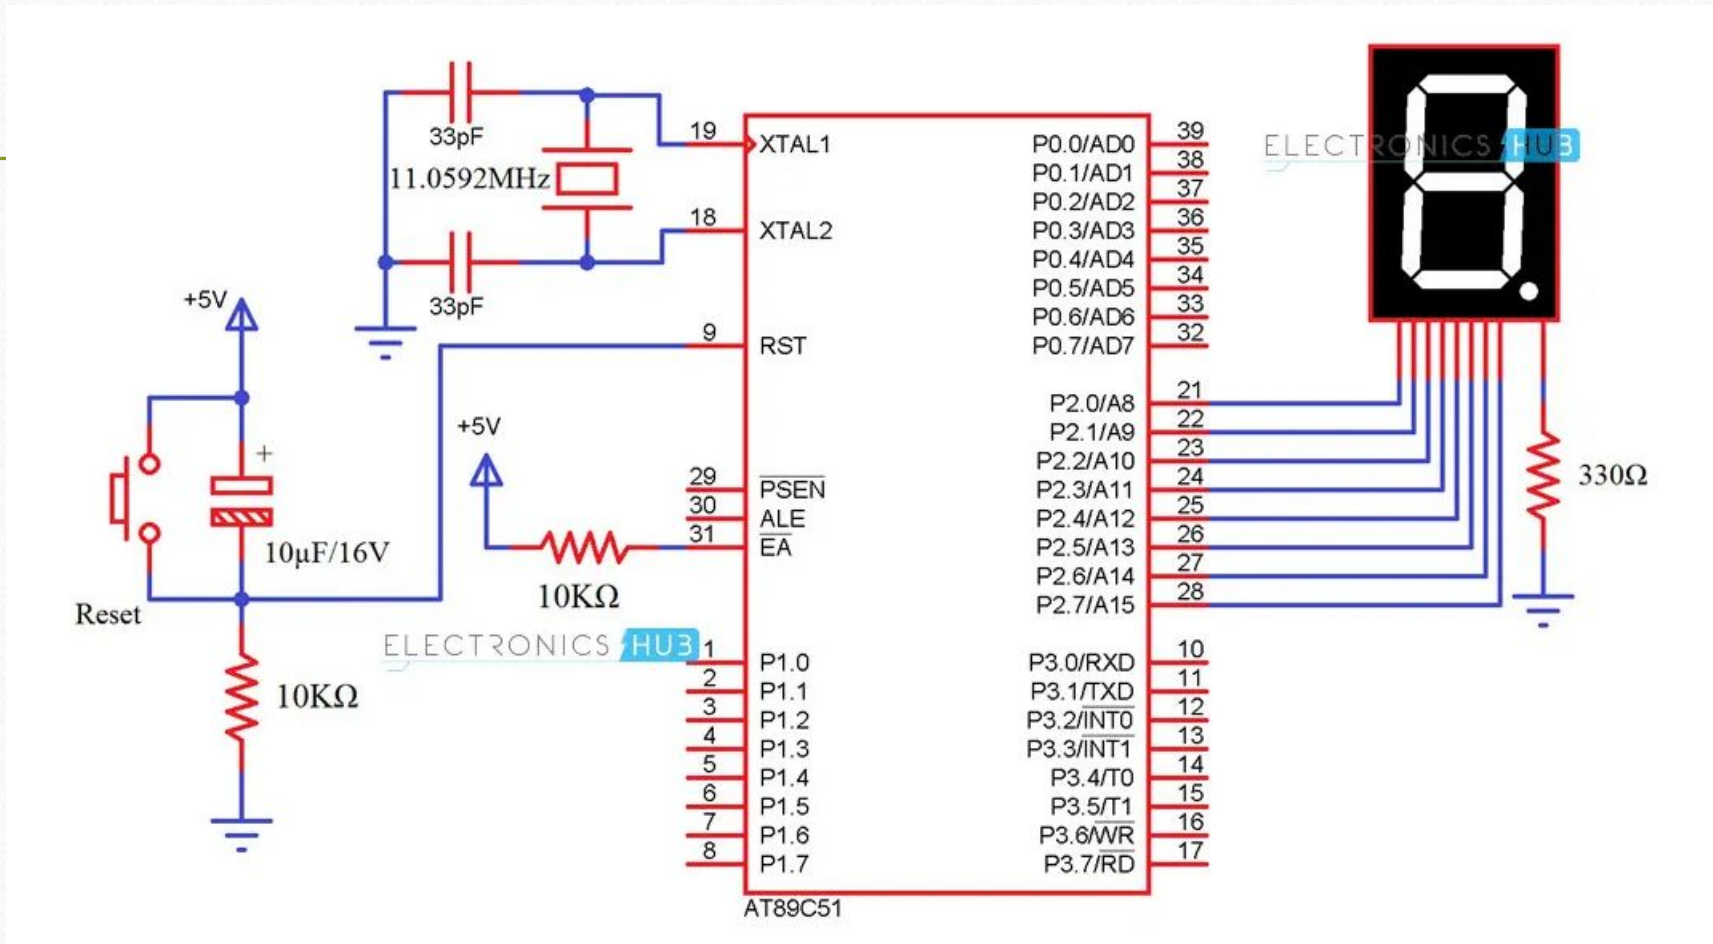 33pF
11.0592MHz
33pF
+5V
+
10µF/16V
Reset
10KΩ
+5V
10KΩ
ELECTRONICS HUB
19 XTAL1
18 XTAL2
9 RST
29 PSEN
30 ALE
31 EA
1 P1.0
2 P1.1
3 P1.2
4 P1.3
5 P1.4
6 P1.5
7 P1.6
8 P1.7
P0.0/AD0 39
P0.1/AD1 38
P0.2/AD2 37
P0.3/AD3 36
P0.4/AD4 35
P0.5/AD5 34
P0.6/AD6 33
P0.7/AD7 32
P2.0/A8 21
P2.1/A9 22
P2.2/A10 23
P2.3/A11 24
P2.4/A12 25
P2.5/A13 26
P2.6/A14 27
P2.7/A15 28
P3.0/RXD 10
P3.1/TXD 11
P3.2/INT0 12
P3.3/INT1 13
P3.4/T0 14
P3.5/T1 15
P3.6/WR 16
P3.7/RD 17
AT89C51
ELECTRONICS HUB
330Ω